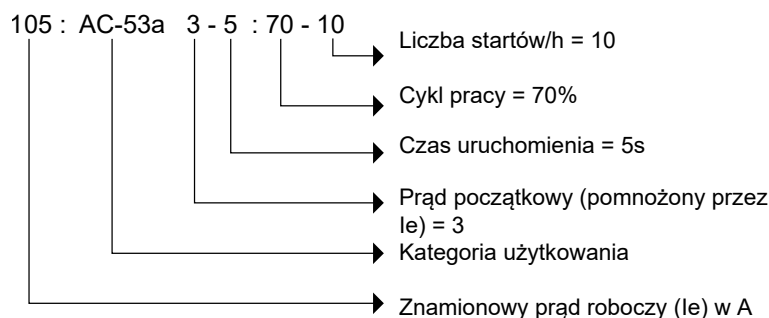 105 : AC-53a 3 - 5 : 70 - 10
Liczba startów/h = 10
Cykl pracy = 70%
Czas uruchomienia = 5s
Prąd początkowy (pomnożony przez
Ie) = 3
Kategoria użytkowania
Znamionowy prąd roboczy (Ie) w A